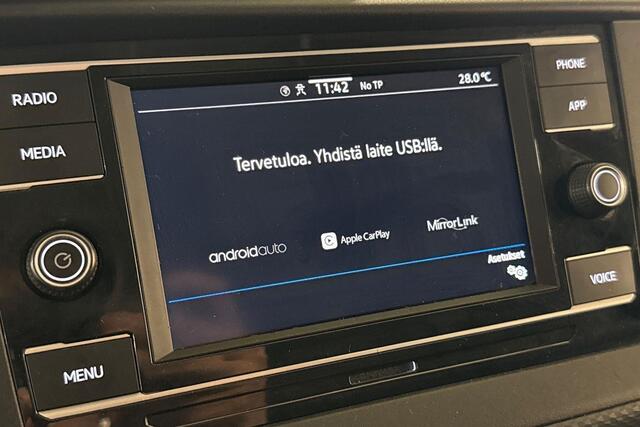 RADIO
MEDIA
MENU
11:42 No TP 28.0°C
Tervetuloa. Yhdistä laite USB:llä.
androidauto Apple CarPlay MirrorLink
Asetukset
PHONE
APP
VOICE